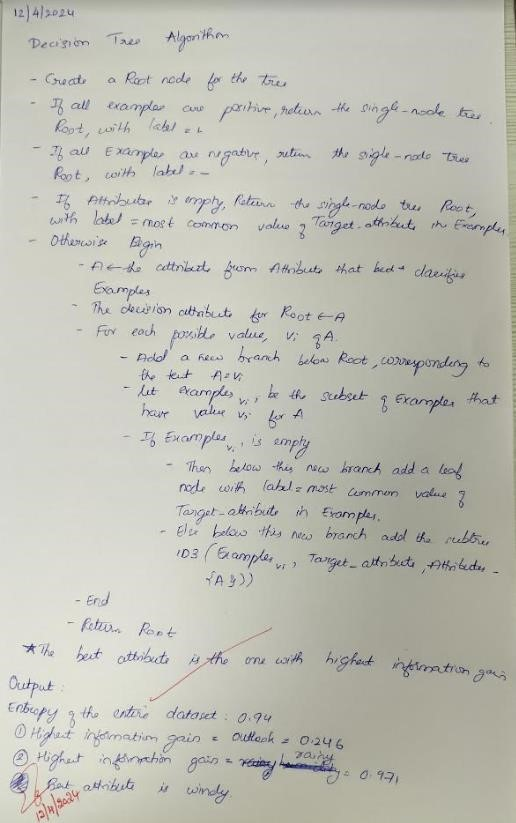 12/4/2024
Decision Tree Algorithm
- Create a Root node for the tree
- If all examples are positive, return the single-node tree
Root, with label = +
- If all Examples are negative, return the single-node tree
Root, with label = -
- If Attributes is empty, Return the single-node tree Root,
with label = most common value of Target-attribute in Examples
- Otherwise Begin
- A ← the attribute from Attributes that best classifies
Examples
- The decision attribute for Root ← A
- For each possible value, vi of A.
- Add a new branch below Root, corresponding to
the test A = vi
- let examples vi, be the subset of Examples that
have value vi for A
- If Examples vi, is empty
- Then below this new branch add a leaf
node with label = most common value of
Target-attribute in Examples.
- Else below this new branch add the subtree
ID3 (Examples vi, Target_attribute, Attributes -
{A}))
- End
- Return Root
* The best attribute is the one with highest information gain
Output:
Entropy of the entire dataset : 0.94
① Highest information gain = outlook = 0.246
② Highest information gain = rainy = 0.971
Best attribute is windy.
12/4/2024